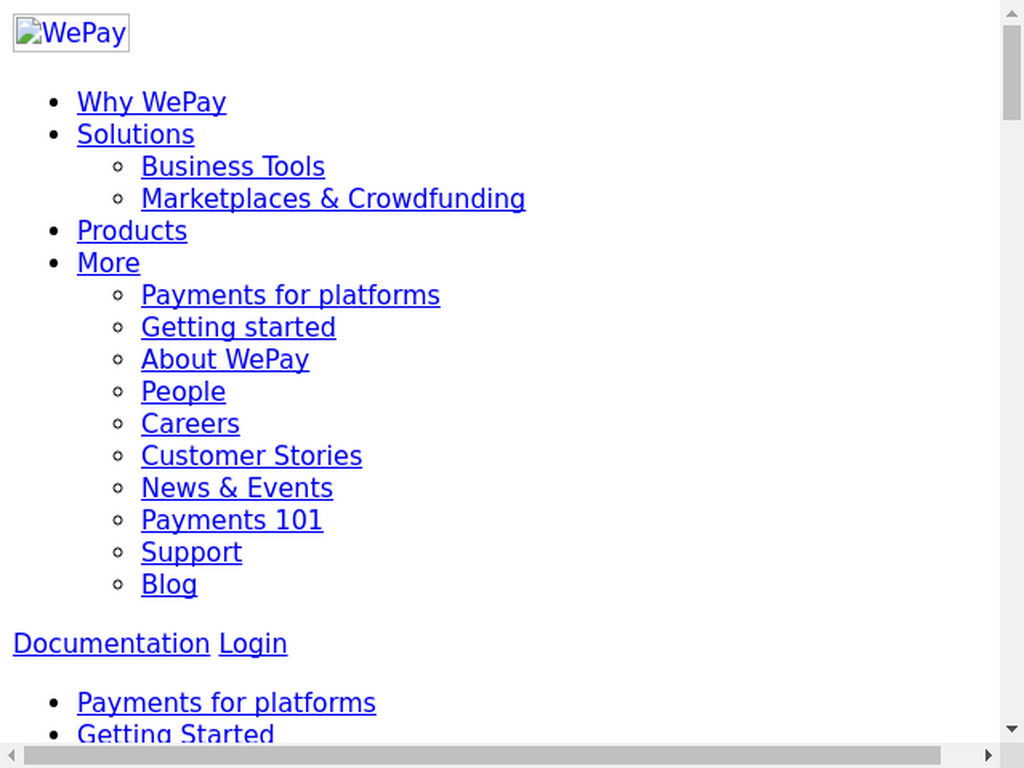 WePay
Why WePay
Solutions
Business Tools
Marketplaces & Crowdfunding
Products
More
Payments for platforms
Getting started
About WePay
People
Careers
Customer Stories
News & Events
Payments 101
Support
Blog
Documentation Login
Payments for platforms
Getting Started